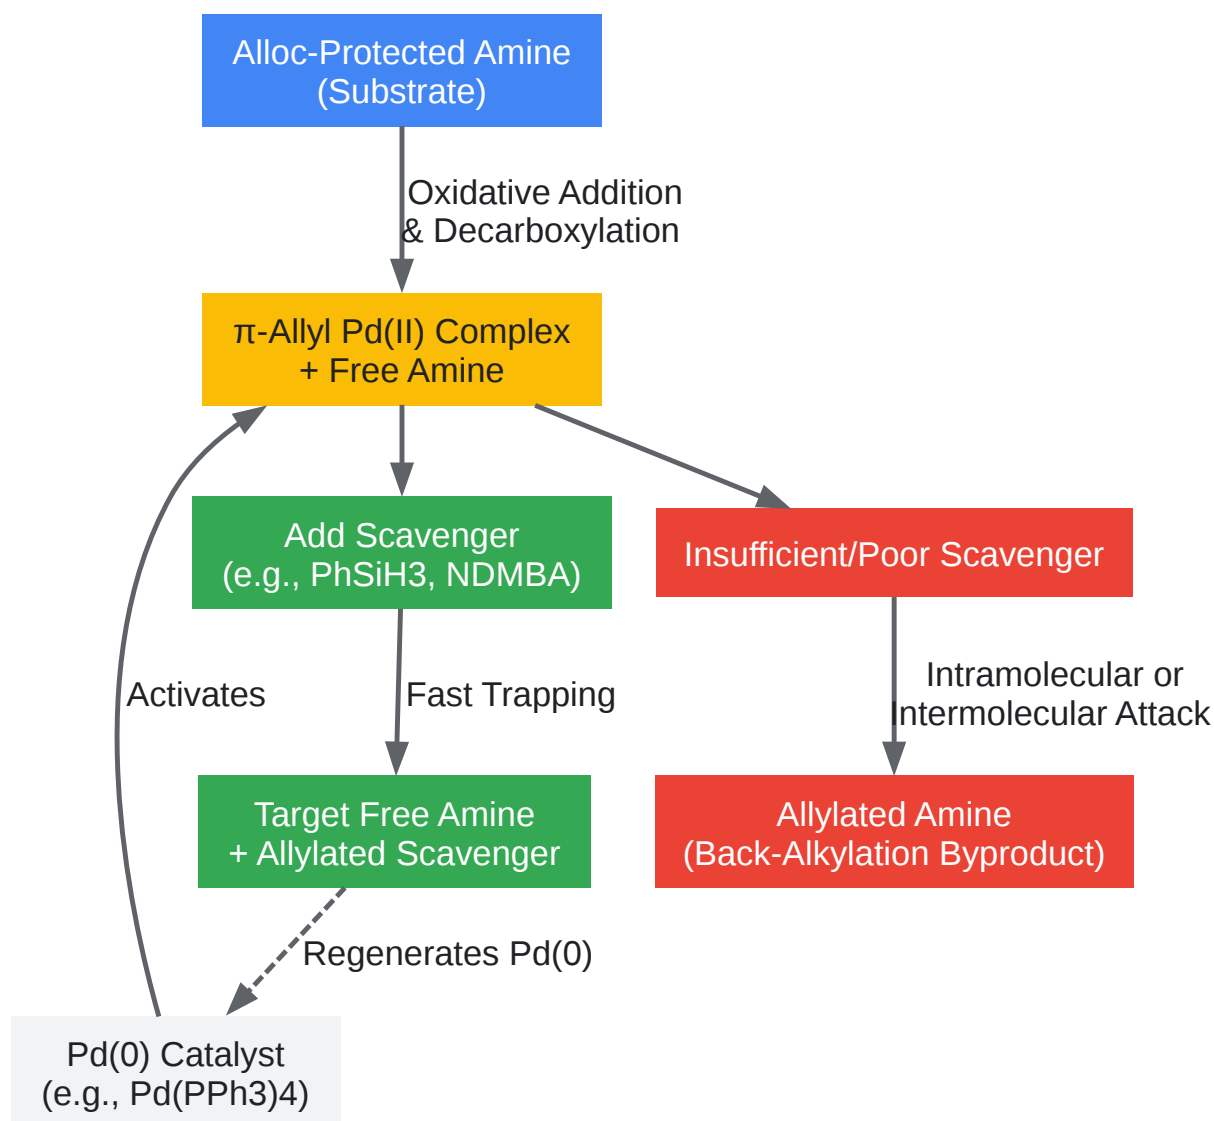 Alloc-Protected Amine
(Substrate)
Oxidative Addition
& Decarboxylation
π-Allyl Pd(II) Complex
+ Free Amine
Add Scavenger
(e.g., PhSiH3, NDMBA)
Insufficient/Poor Scavenger
Activates
Fast Trapping
Intramolecular or
Intermolecular Attack
Target Free Amine
+ Allylated Scavenger
Allylated Amine
(Back-Alkylation Byproduct)
Regenerates Pd(0)
Pd(0) Catalyst
(e.g., Pd(PPh3)4)